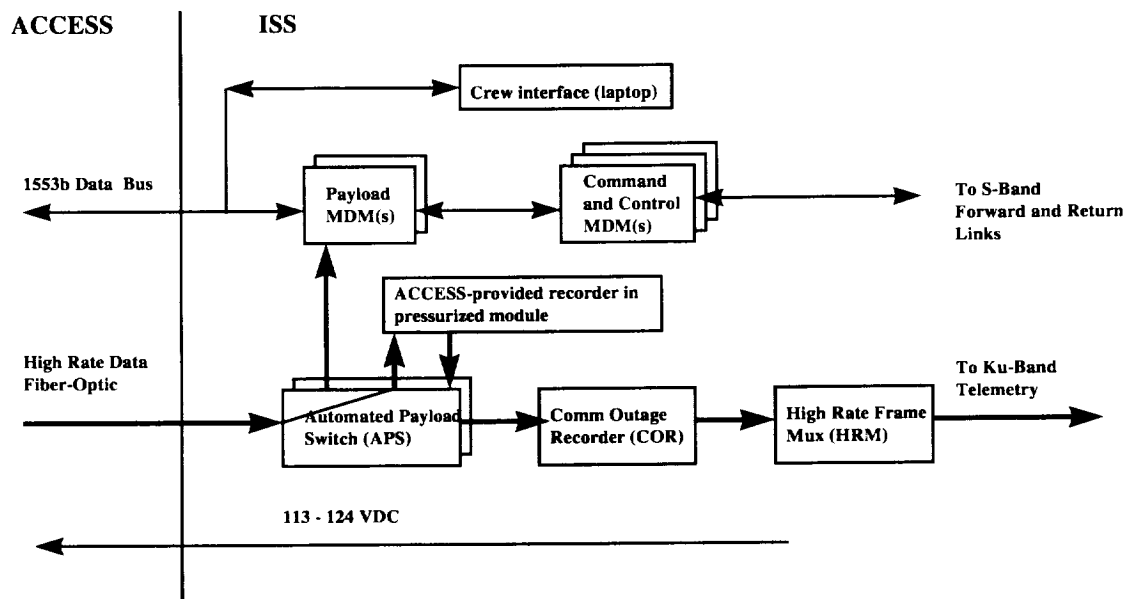 ACCESS
ISS
Crew interface (laptop)
1553b Data Bus
Payload
MDM(s)
Command
and Control
MDM(s)
To S-Band
Forward and Return
Links
ACCESS-provided recorder in
pressurized module
High Rate Data
Fiber-Optic
Automated Payload
Switch (APS)
Comm Outage
Recorder (COR)
High Rate Frame
Mux (HRM)
To Ku-Band
Telemetry
113 - 124 VDC